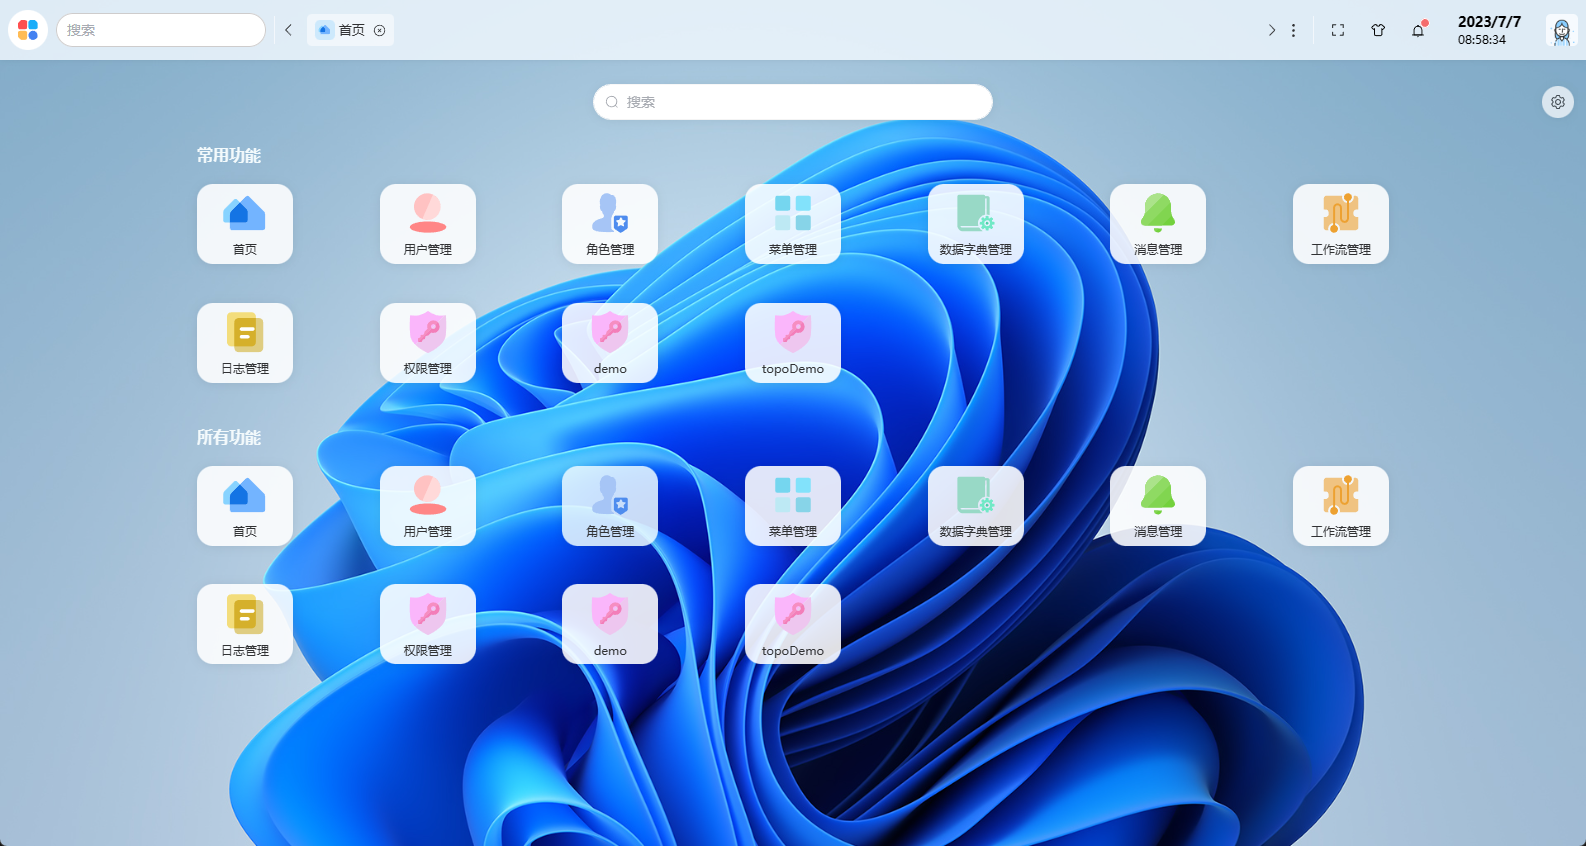 搜索
首页
2023/7/7
08:58:34
搜索
常用功能
首页
用户管理
角色管理
菜单管理
数据字典管理
消息管理
工作流管理
日志管理
权限管理
demo
topoDemo
所有功能
首页
用户管理
角色管理
菜单管理
数据字典管理
消息管理
工作流管理
日志管理
权限管理
demo
topoDemo